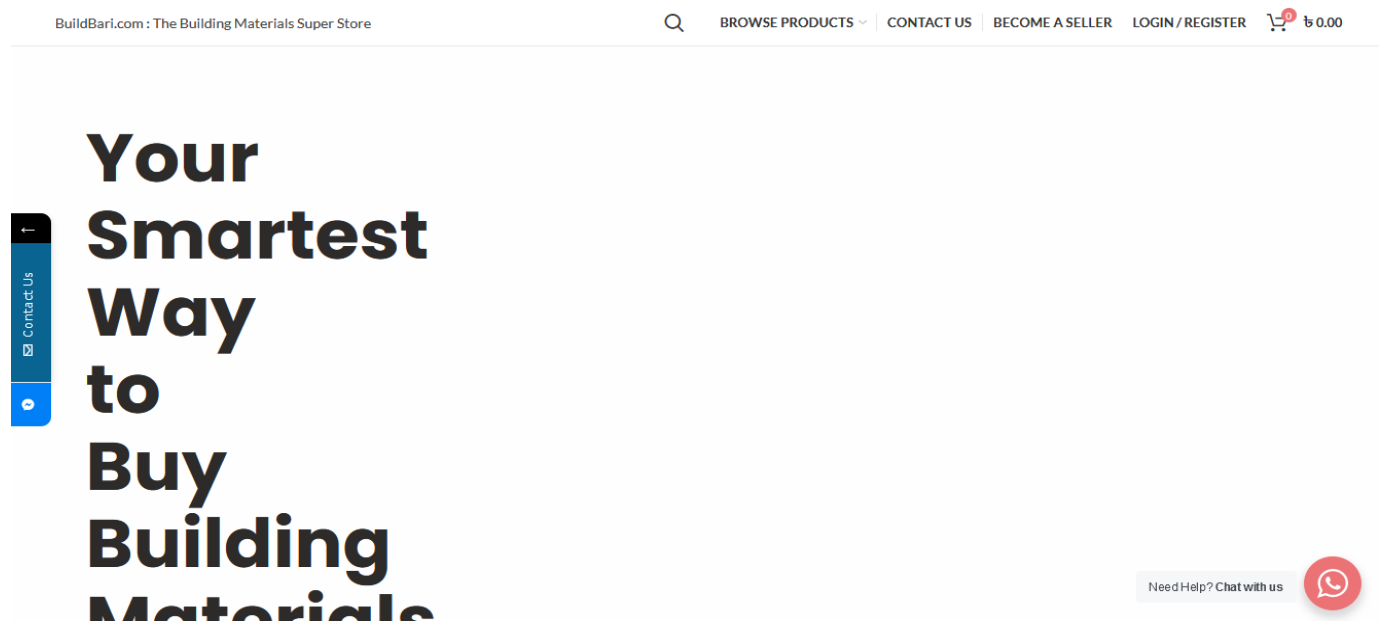 BuildBari.com : The Building Materials Super Store
BROWSE PRODUCTS
CONTACT US
BECOME A SELLER
LOGIN / REGISTER
0
৳ 0.00
Your
Smartest
Way
to
Buy
Building
Materials
←
Contact Us
Need Help? Chat with us